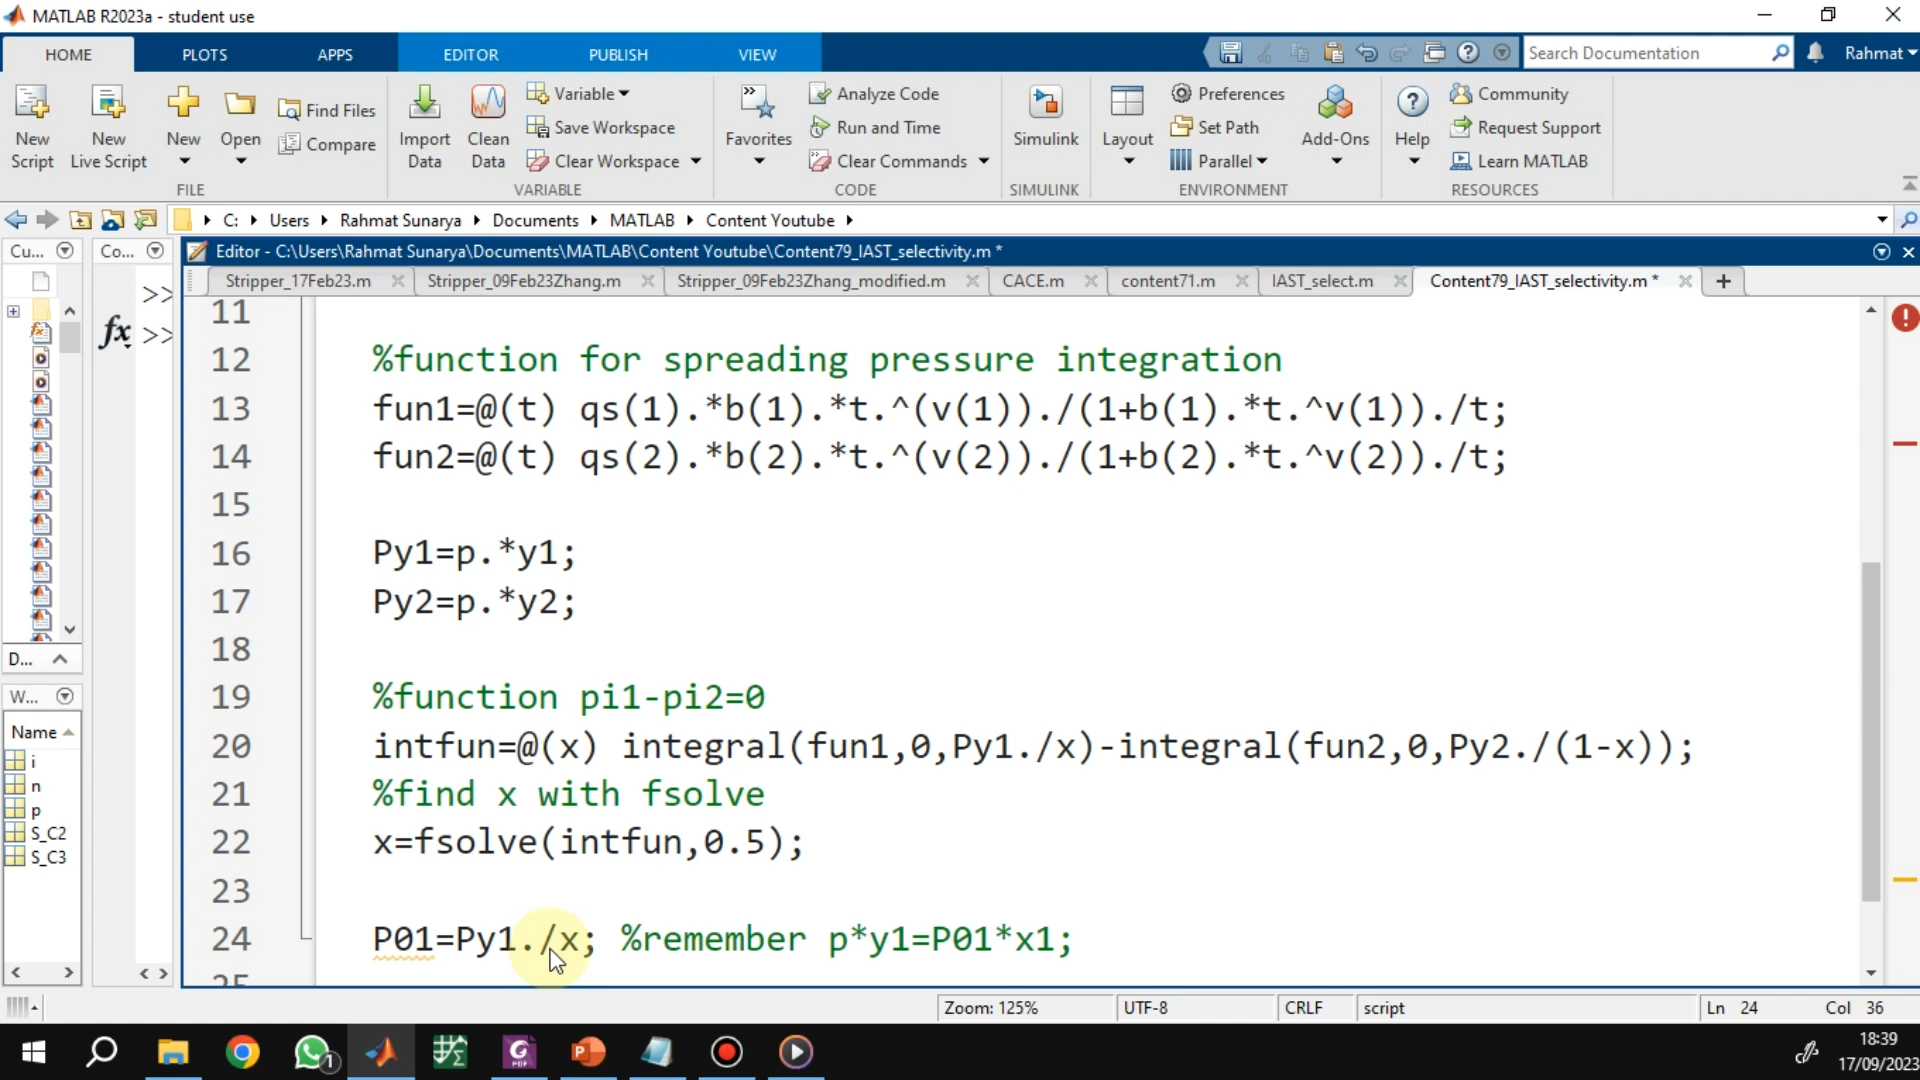 MATLAB R2023a - student use
HOME PLOTS APPS EDITOR PUBLISH VIEW
Search Documentation
Rahmat
New Script
New Live Script
New
Open
Find Files
Compare
Import Data
Clean Data
Variable
Save Workspace
Clear Workspace
Favorites
Analyze Code
Run and Time
Clear Commands
Simulink
Layout
Preferences
Set Path
Parallel
Add-Ons
Help
Community
Request Support
Learn MATLAB
FILE VARIABLE CODE SIMULINK ENVIRONMENT RESOURCES
C: Users Rahmat Sunarya Documents MATLAB Content Youtube
Cu...
Co...
Editor - C:\Users\Rahmat Sunarya\Documents\MATLAB\Content Youtube\Content79_IAST_selectivity.m *
Stripper_17Feb23.m Stripper_09Feb23Zhang.m Stripper_09Feb23Zhang_modified.m CACE.m content71.m IAST_select.m Content79_IAST_selectivity.m *
>>
fx >>
D...
W...
Name
i
n
p
S_C2
S_C3
11
12 %function for spreading pressure integration
13 fun1=@(t) qs(1).*b(1).*t.^(v(1))./(1+b(1).*t.^v(1))./t;
14 fun2=@(t) qs(2).*b(2).*t.^(v(2))./(1+b(2).*t.^v(2))./t;
15
16 Py1=p.*y1;
17 Py2=p.*y2;
18
19 %function pi1-pi2=0
20 intfun=@(x) integral(fun1,0,Py1./x)-integral(fun2,0,Py2./(1-x));
21 %find x with fsolve
22 x=fsolve(intfun,0.5);
23
24 P01=Py1./x; %remember p*y1=P01*x1;
25
Zoom: 125% UTF-8 CRLF script Ln 24 Col 36
1
18:39
17/09/2023